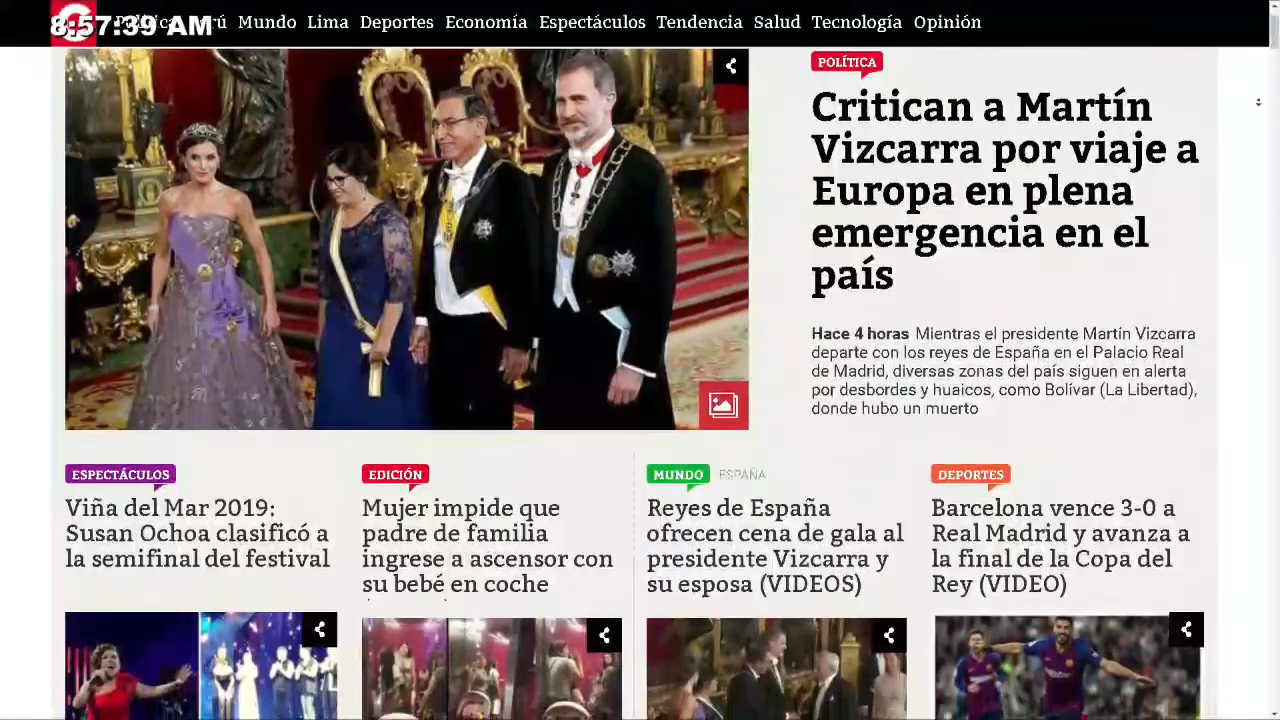 8:57:39 AM
Mundo Lima Deportes Economía Espectáculos Tendencia Salud Tecnología Opinión
POLÍTICA
Critican a Martín
Vizcarra por viaje a
Europa en plena
emergencia en el
país
Hace 4 horas Mientras el presidente Martín Vizcarra
departe con los reyes de España en el Palacio Real
de Madrid, diversas zonas del país siguen en alerta
por desbordes y huaicos, como Bolívar (La Libertad),
donde hubo un muerto
ESPECTÁCULOS
Viña del Mar 2019:
Susan Ochoa clasificó a
la semifinal del festival
EDICIÓN
Mujer impide que
padre de familia
ingrese a ascensor con
su bebé en coche
MUNDO ESPAÑA
Reyes de España
ofrecen cena de gala al
presidente Vizcarra y
su esposa (VIDEOS)
DEPORTES
Barcelona vence 3-0 a
Real Madrid y avanza a
la final de la Copa del
Rey (VIDEO)